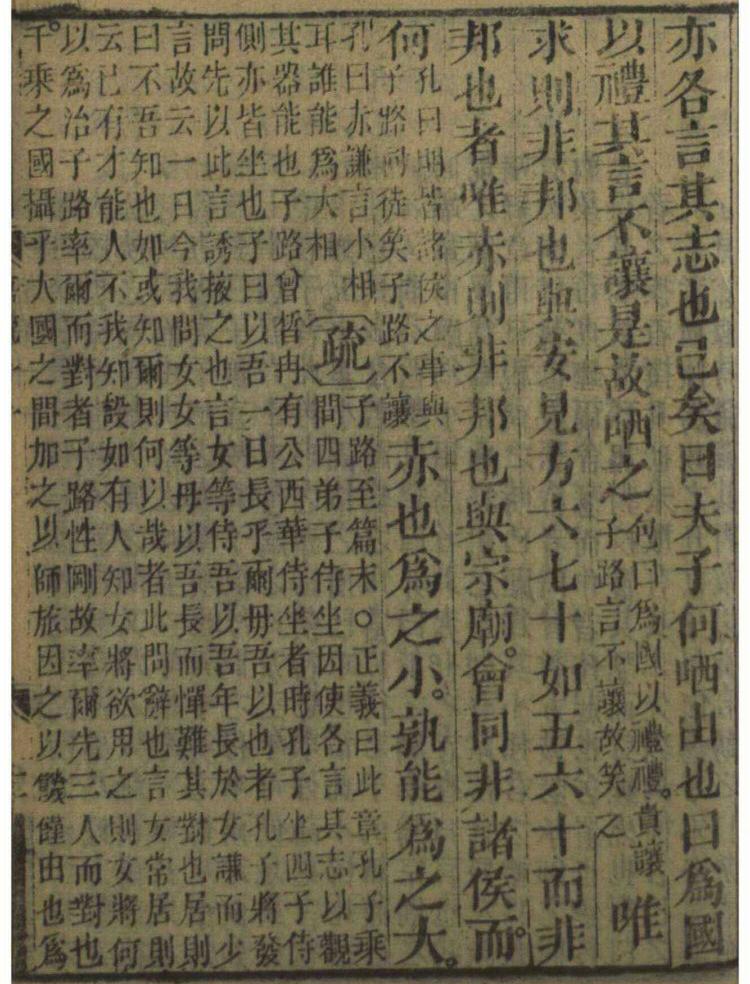 亦各言其志也已矣曰夫子何哂由也曰爲國
以禮其言不讓是故哂之
何曰爲國以禮禮。貴讓
子路言不讓故笑之
唯
求則非邦也與安見方六七十如五六十而非
邦也者唯赤則非邦也與宗廟。會同非諸侯而。
何
孔曰明皆諸侯之事與
子路同徒笑子路不讓
赤也爲之小。孰能爲之大。
孔曰赤謙言小相
耳誰能爲大相
疏
子路至篇末○正義曰此章孔子乘
問四弟子侍坐因使各言其志以觀
其器能也子路曾晳冉有公西華侍坐者時孔子坐四子侍
側亦皆坐也子曰以吾一日長乎爾毋吾以也者孔子將發
問先以此言誘掖之也言女等侍吾以吾年長於女謙而少
言故云一日今我問女女等毋以吾長而憚難其對也居則
曰不吾知也如或知爾則何以哉者此問辭也言女常居則
云已有才能人不我知設如有人知女將欲用之則女將何
以爲治子路率爾而對者子路性剛故率爾先三人而對也
千乘之國攝乎大國之間加之以師旅因之以饑饉由也爲